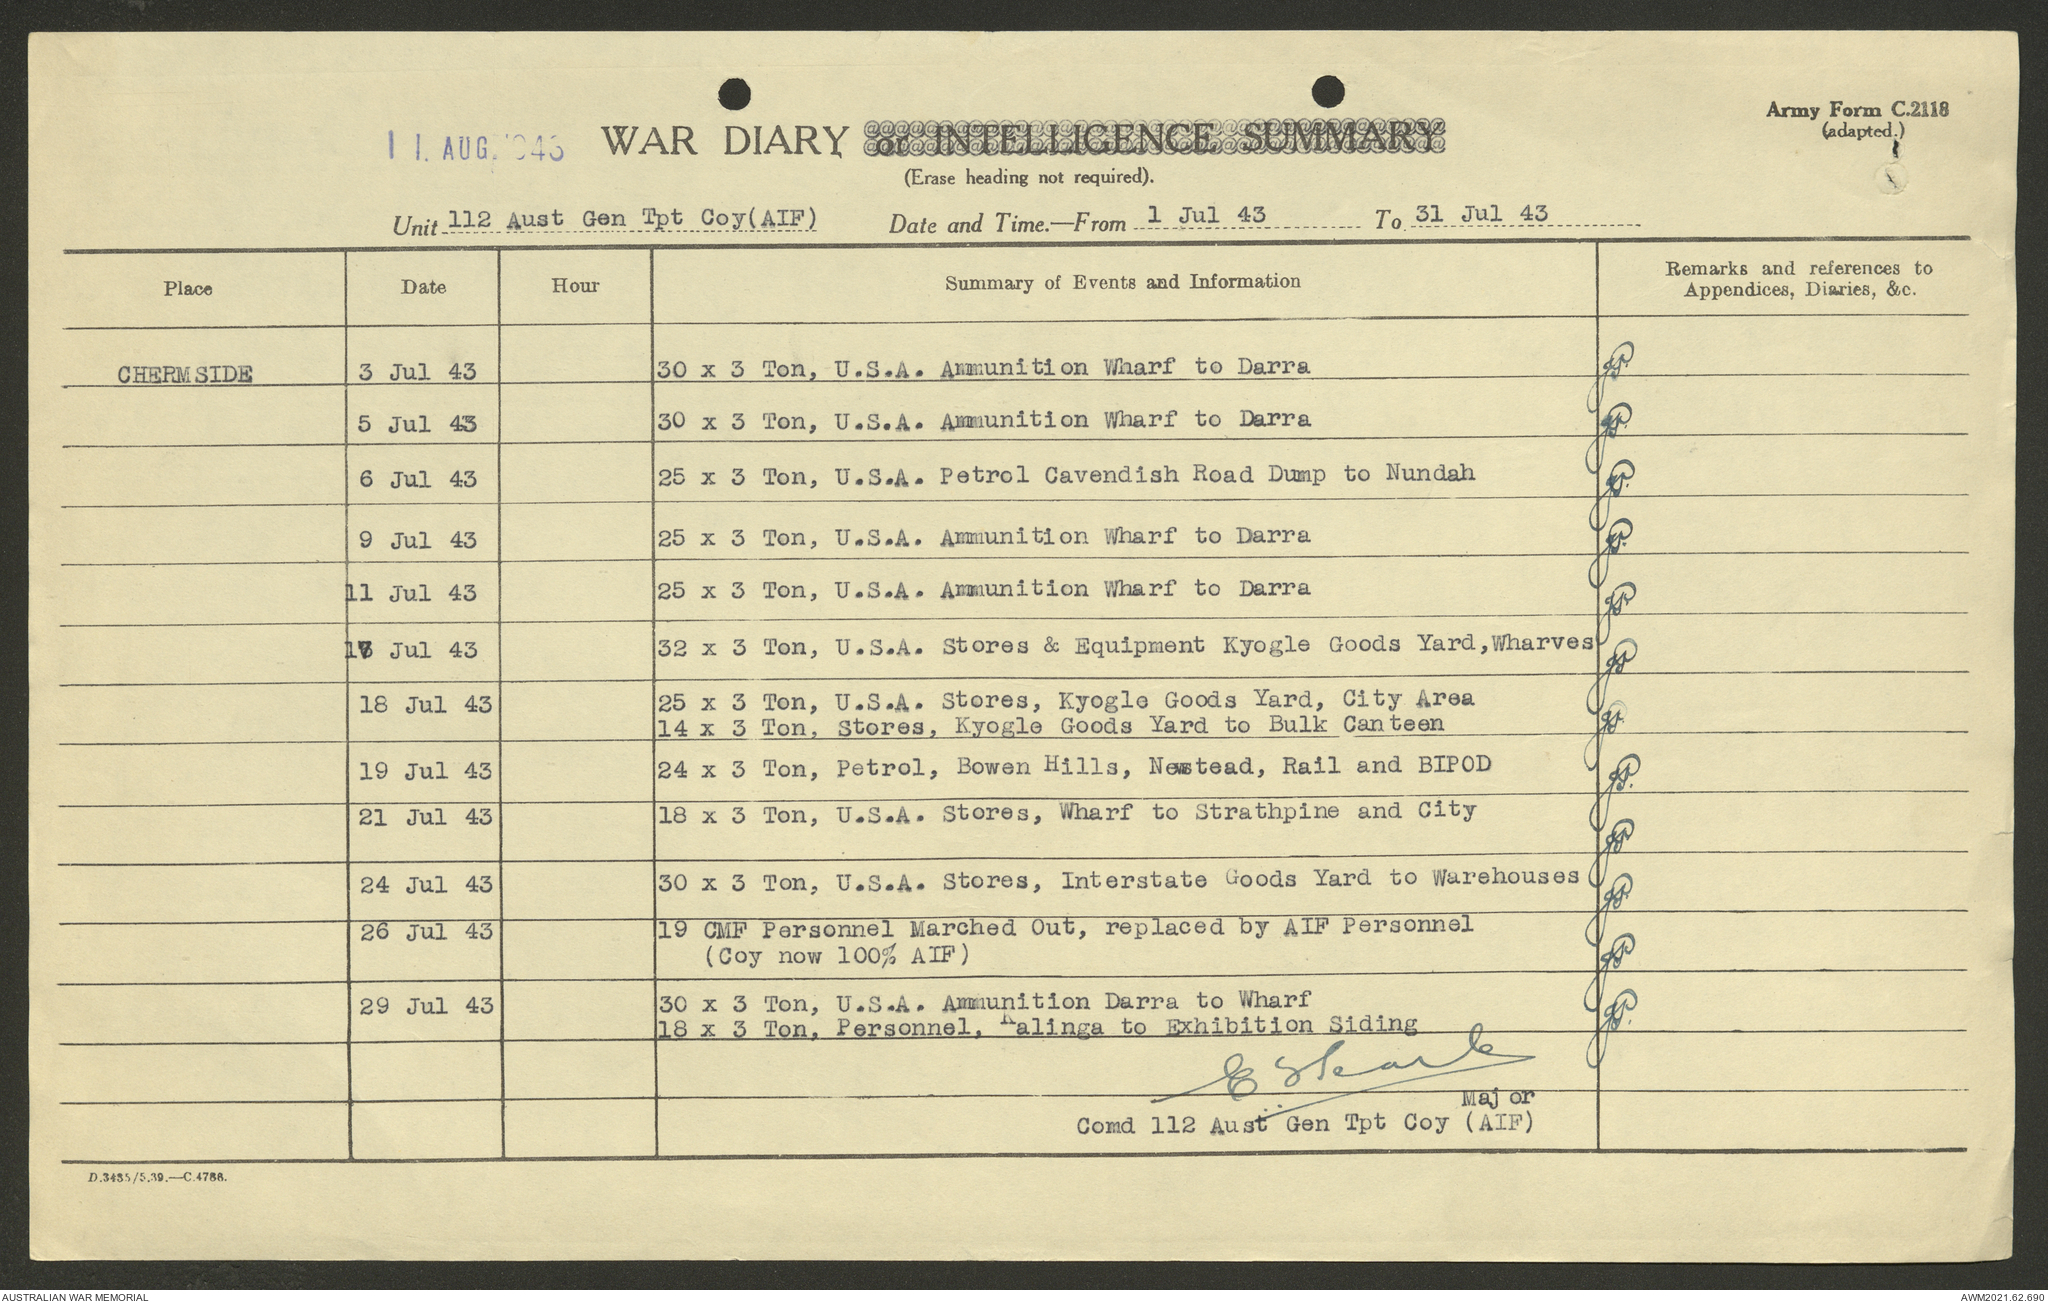 11. AUG. 1943
WAR DIARY or INTELLIGENCE SUMMARY
Army Form C.2118
(adapted.)
(Erase heading not required).
Unit 112 Aust Gen Tpt Coy(AIF) Date and Time.—From 1 Jul 43 To 31 Jul 43
Place Date Hour Summary of Events and Information Remarks and references to
Appendices, Diaries, &c.
CHERMSIDE 3 Jul 43 30 x 3 Ton, U.S.A. Ammunition Wharf to Darra
5 Jul 43 30 x 3 Ton, U.S.A. Ammunition Wharf to Darra
6 Jul 43 25 x 3 Ton, U.S.A. Petrol Cavendish Road Dump to Nundah
9 Jul 43 25 x 3 Ton, U.S.A. Ammunition Wharf to Darra
11 Jul 43 25 x 3 Ton, U.S.A. Ammunition Wharf to Darra
Jul 43 32 x 3 Ton, U.S.A. Stores & Equipment Kyogle Goods Yard,Wharves
18 Jul 43 25 x 3 Ton, U.S.A. Stores, Kyogle Goods Yard, City Area
14 x 3 Ton, Stores, Kyogle Goods Yard to Bulk Canteen
19 Jul 43 24 x 3 Ton, Petrol, Bowen Hills, Newstead, Rail and BIPOD
21 Jul 43 18 x 3 Ton, U.S.A. Stores, Wharf to Strathpine and City
24 Jul 43 30 x 3 Ton, U.S.A. Stores, Interstate Goods Yard to Warehouses
26 Jul 43 19 CMF Personnel Marched Out, replaced by AIF Personnel
(Coy now 100% AIF)
29 Jul 43 30 x 3 Ton, U.S.A. Ammunition Darra to Wharf
18 x 3 Ton, Personnel, Kalinga to Exhibition Siding
Major
Comd 112 Aust Gen Tpt Coy (AIF)
D.3485/5.39.—C.4788.
AUSTRALIAN WAR MEMORIAL
AWM2021.62.690